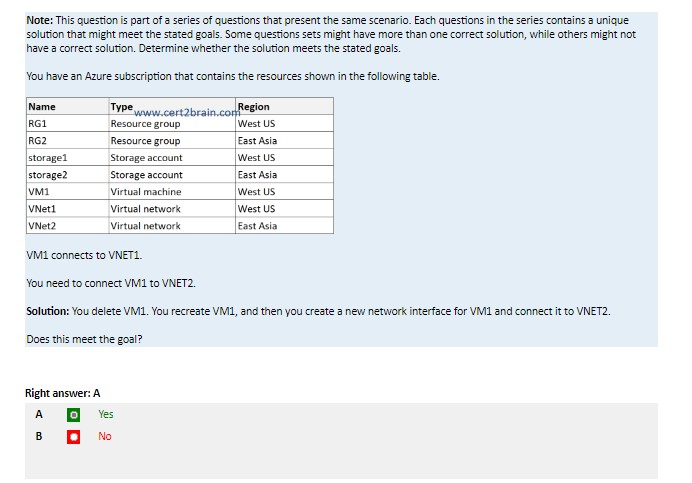 Note: This question is part of a series of questions that present the same scenario. Each questions in the series contains a unique
solution that might meet the stated goals. Some questions sets might have more than one correct solution, while others might not
have a correct solution. Determine whether the solution meets the stated goals.
You have an Azure subscription that contains the resources shown in the following table.
Name Type Region
www.cert2brain.com
RG1 Resource group West US
RG2 Resource group East Asia
storage1 Storage account West US
storage2 Storage account East Asia
VM1 Virtual machine West US
VNet1 Virtual network West US
VNet2 Virtual network East Asia
VM1 connects to VNET1.
You need to connect VM1 to VNET2.
Solution: You delete VM1. You recreate VM1, and then you create a new network interface for VM1 and connect it to VNET2.
Does this meet the goal?
Right answer: A
A Yes
B No